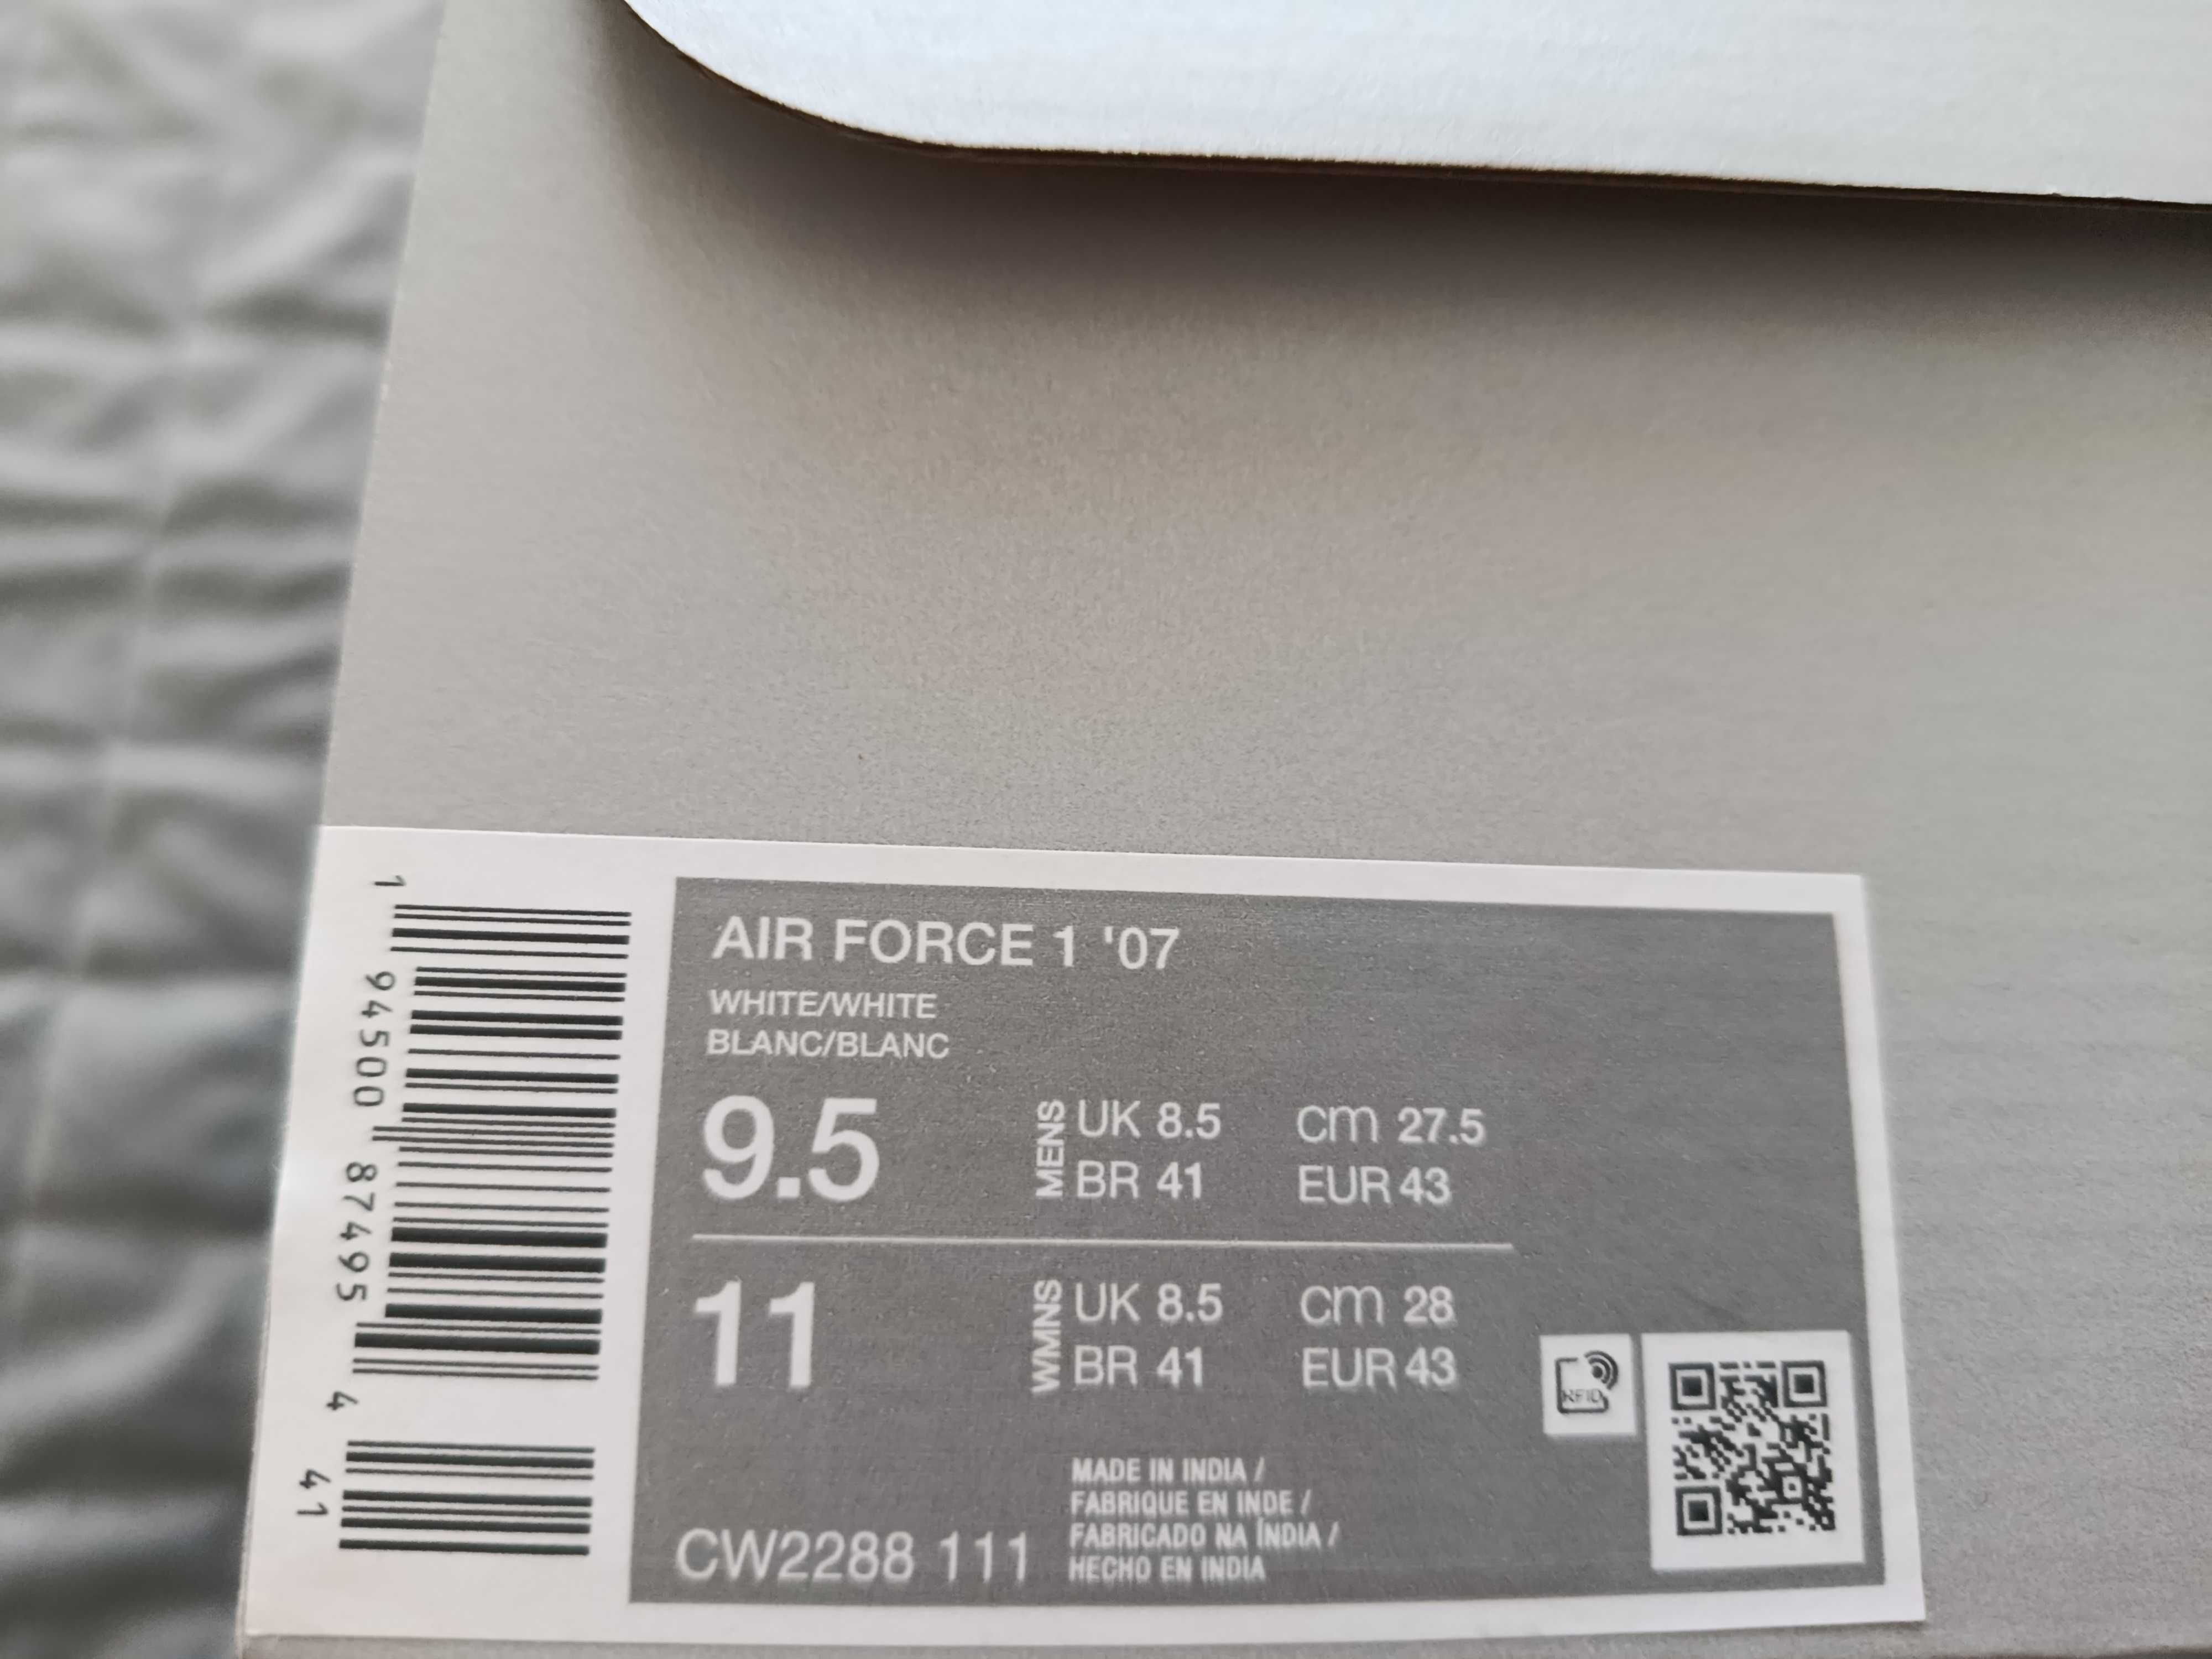 AIR FORCE 1 '07
WHITE/WHITE
BLANC/BLANC
9.5
MENS
UK 8.5 cm 27.5
BR 41 EUR 43
11
WMNS
UK 8.5 cm 28
BR 41 EUR 43
CW2288 111
MADE IN INDIA /
FABRIQUE EN INDE /
FABRICADO NA ÍNDIA /
HECHO EN INDIA
RFID
1 94500 87495 4 41